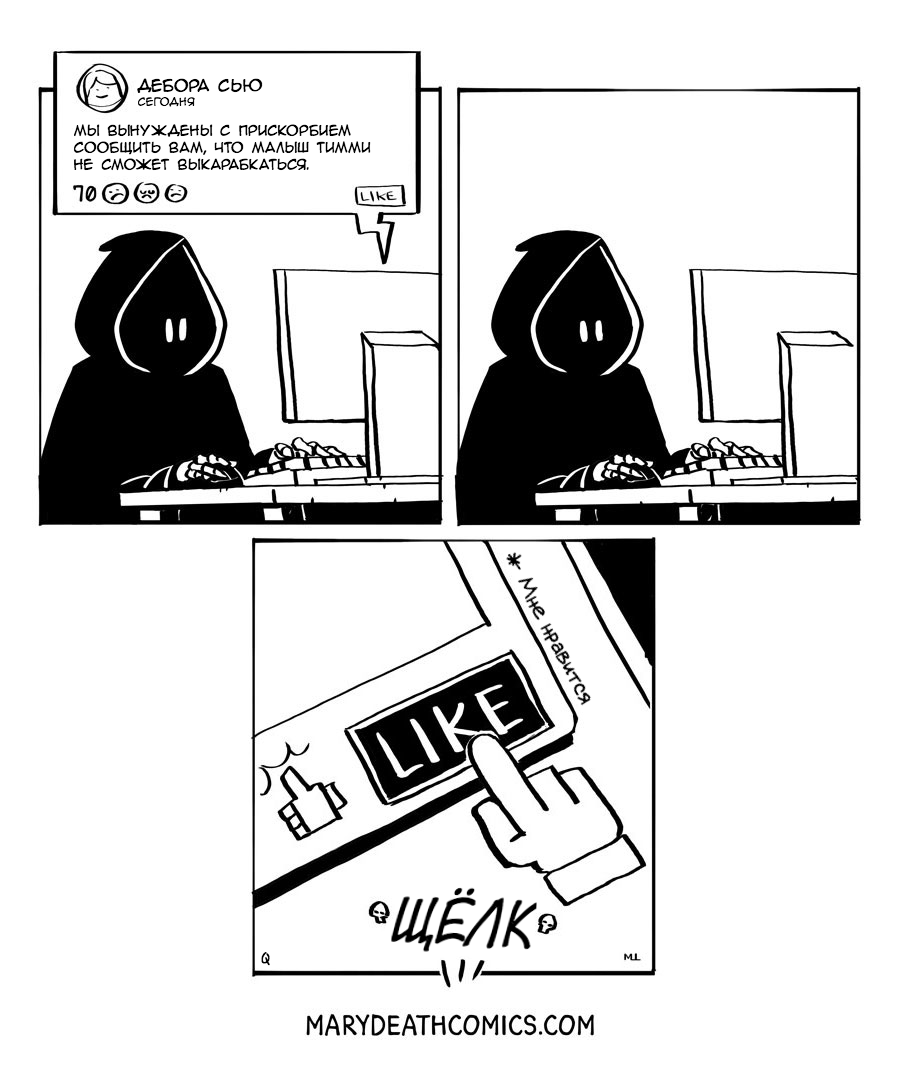 ДЕБОРА СЬЮ
СЕГОДНЯ
МЫ ВЫНУЖДЕНЫ С ПРИСКОРБИЕМ
СООБЩИТЬ ВАМ, ЧТО МАЛЫШ ТИММИ
НЕ СМОЖЕТ ВЫКАРАБКАТЬСЯ.
70
LIKE
* Мне нравится
LIKE
ЩЁЛК
Q
MLL
MARYDEATHCOMICS.COM